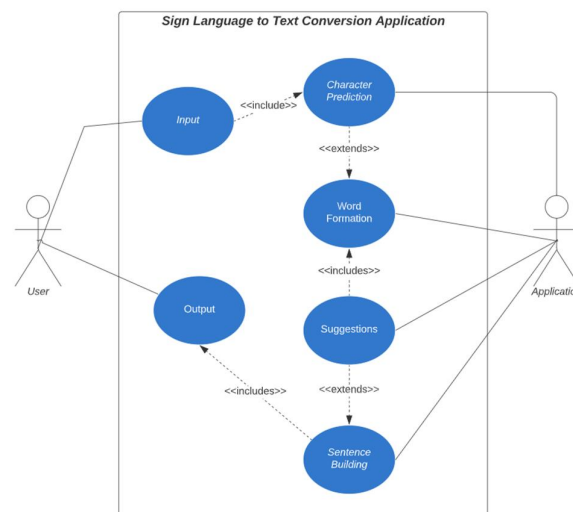 Sign Language to Text Conversion Application
Character
Prediction
<<include>>
Input
<<extends>>
Word
Formation
<<includes>>
User
Output
Suggestions
Applicatio
<<extends>>
<<includes>>
Sentence
Building